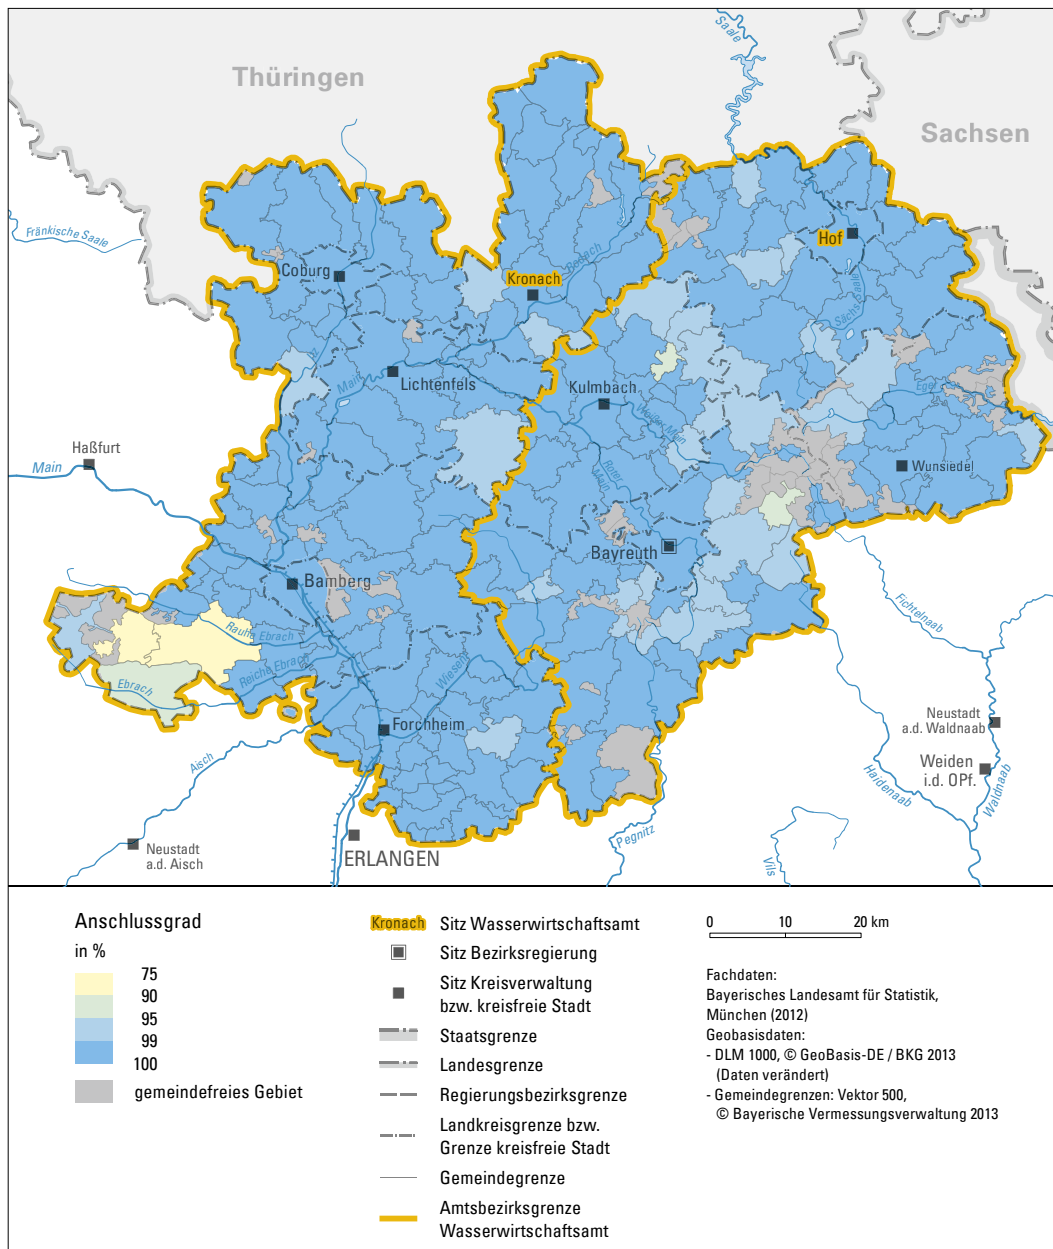 Saale
Thüringen
Sachsen
Fränkische Saale
Hof
Coburg
Kronach
Rodach
Sächs. Saale
Itz
Main
Lichtenfels
Kulmbach
Weißer Main
Eger
Haßfurt
Main
Roter
Main
Wunsiedel
Bayreuth
Bamberg
Rauhe Ebrach
Reiche Ebrach
Ebrach
Wiesent
Fichtelnaab
Forchheim
Aisch
Neustadt
a.d. Waldnaab
Weiden
i.d. OPf.
Haidenaab
Waldnaab
Pegnitz
Vils
Neustadt
a.d. Aisch
ERLANGEN
Anschlussgrad
in %
75
90
95
99
100
gemeindefreies Gebiet
Kronach Sitz Wasserwirtschaftsamt
Sitz Bezirksregierung
Sitz Kreisverwaltung
bzw. kreisfreie Stadt
Staatsgrenze
Landesgrenze
Regierungsbezirksgrenze
Landkreisgrenze bzw.
Grenze kreisfreie Stadt
Gemeindegrenze
Amtsbezirksgrenze
Wasserwirtschaftsamt
0 10 20 km
Fachdaten:
Bayerisches Landesamt für Statistik,
München (2012)
Geobasisdaten:
- DLM 1000, © GeoBasis-DE / BKG 2013
(Daten verändert)
- Gemeindegrenzen: Vektor 500,
© Bayerische Vermessungsverwaltung 2013